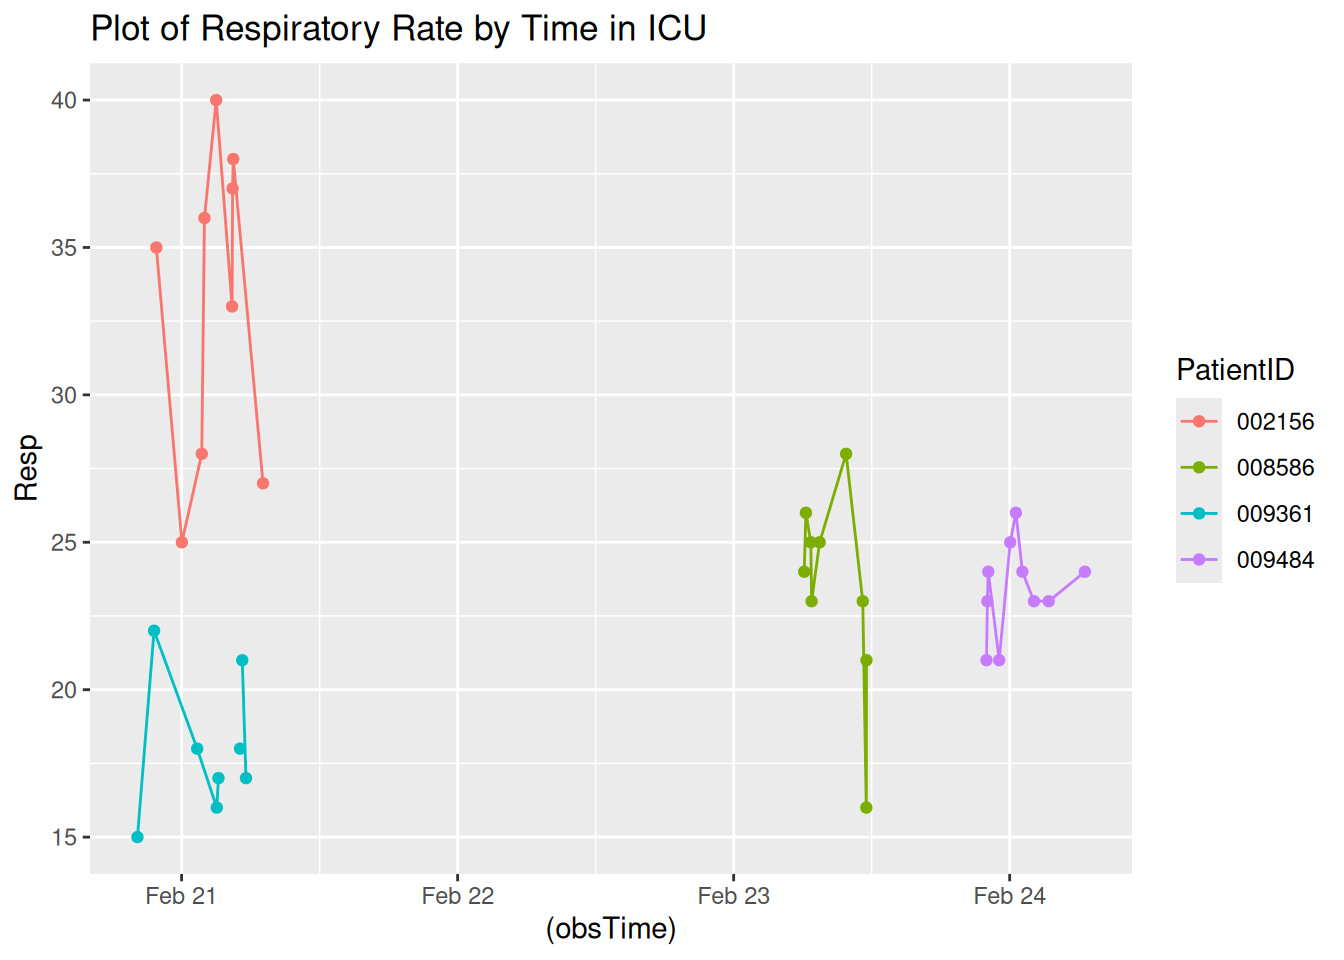 Plot of Respiratory Rate by Time in ICU
40
35
30
25
20
15
Resp
Feb 21
Feb 22
Feb 23
Feb 24
(obsTime)
PatientID
002156
008586
009361
009484